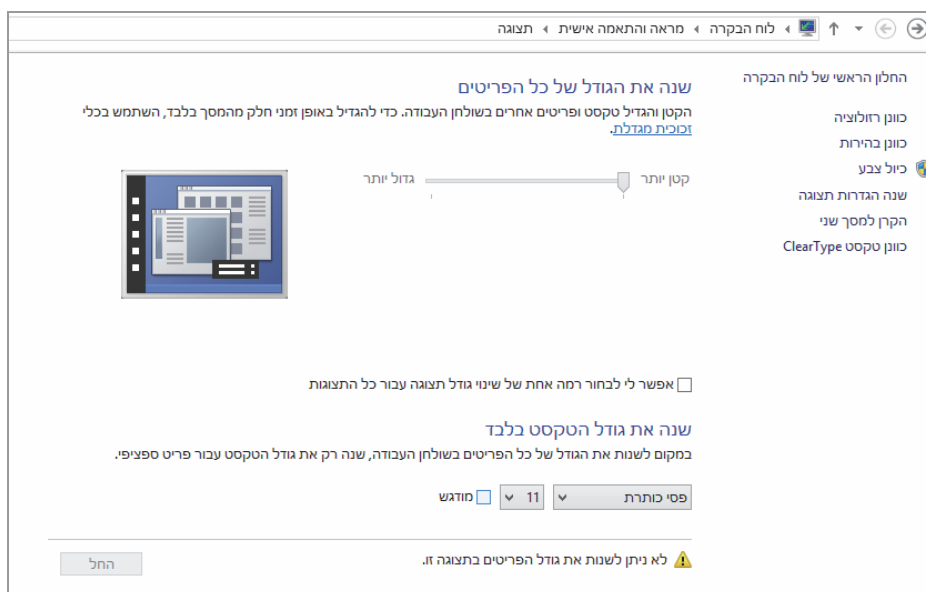 לוח הבקרה ◂ מראה והתאמה אישית ◂ תצוגה
החלון הראשי של לוח הבקרה
כוונן רזולוציה
כוונן בהירות
כיול צבע
שנה הגדרות תצוגה
הקרן למסך שני
כוונן טקסט ClearType
שנה את הגודל של כל הפריטים
הקטן והגדיל טקסט ופריטים אחרים בשולחן העבודה. כדי להגדיל באופן זמני חלק מהמסך בלבד, השתמש בכלי
זכוכית מגדלת.
קטן יותר גדול יותר
אפשר לי לבחור רמה אחת של שינוי גודל תצוגה עבור כל התצוגות
שנה את גודל הטקסט בלבד
במקום לשנות את הגודל של כל הפריטים בשולחן העבודה, שנה רק את גודל הטקסט עבור פריט ספציפי.
פסי כותרת 11 מודגש
לא ניתן לשנות את גודל הפריטים בתצוגה זו.
החל